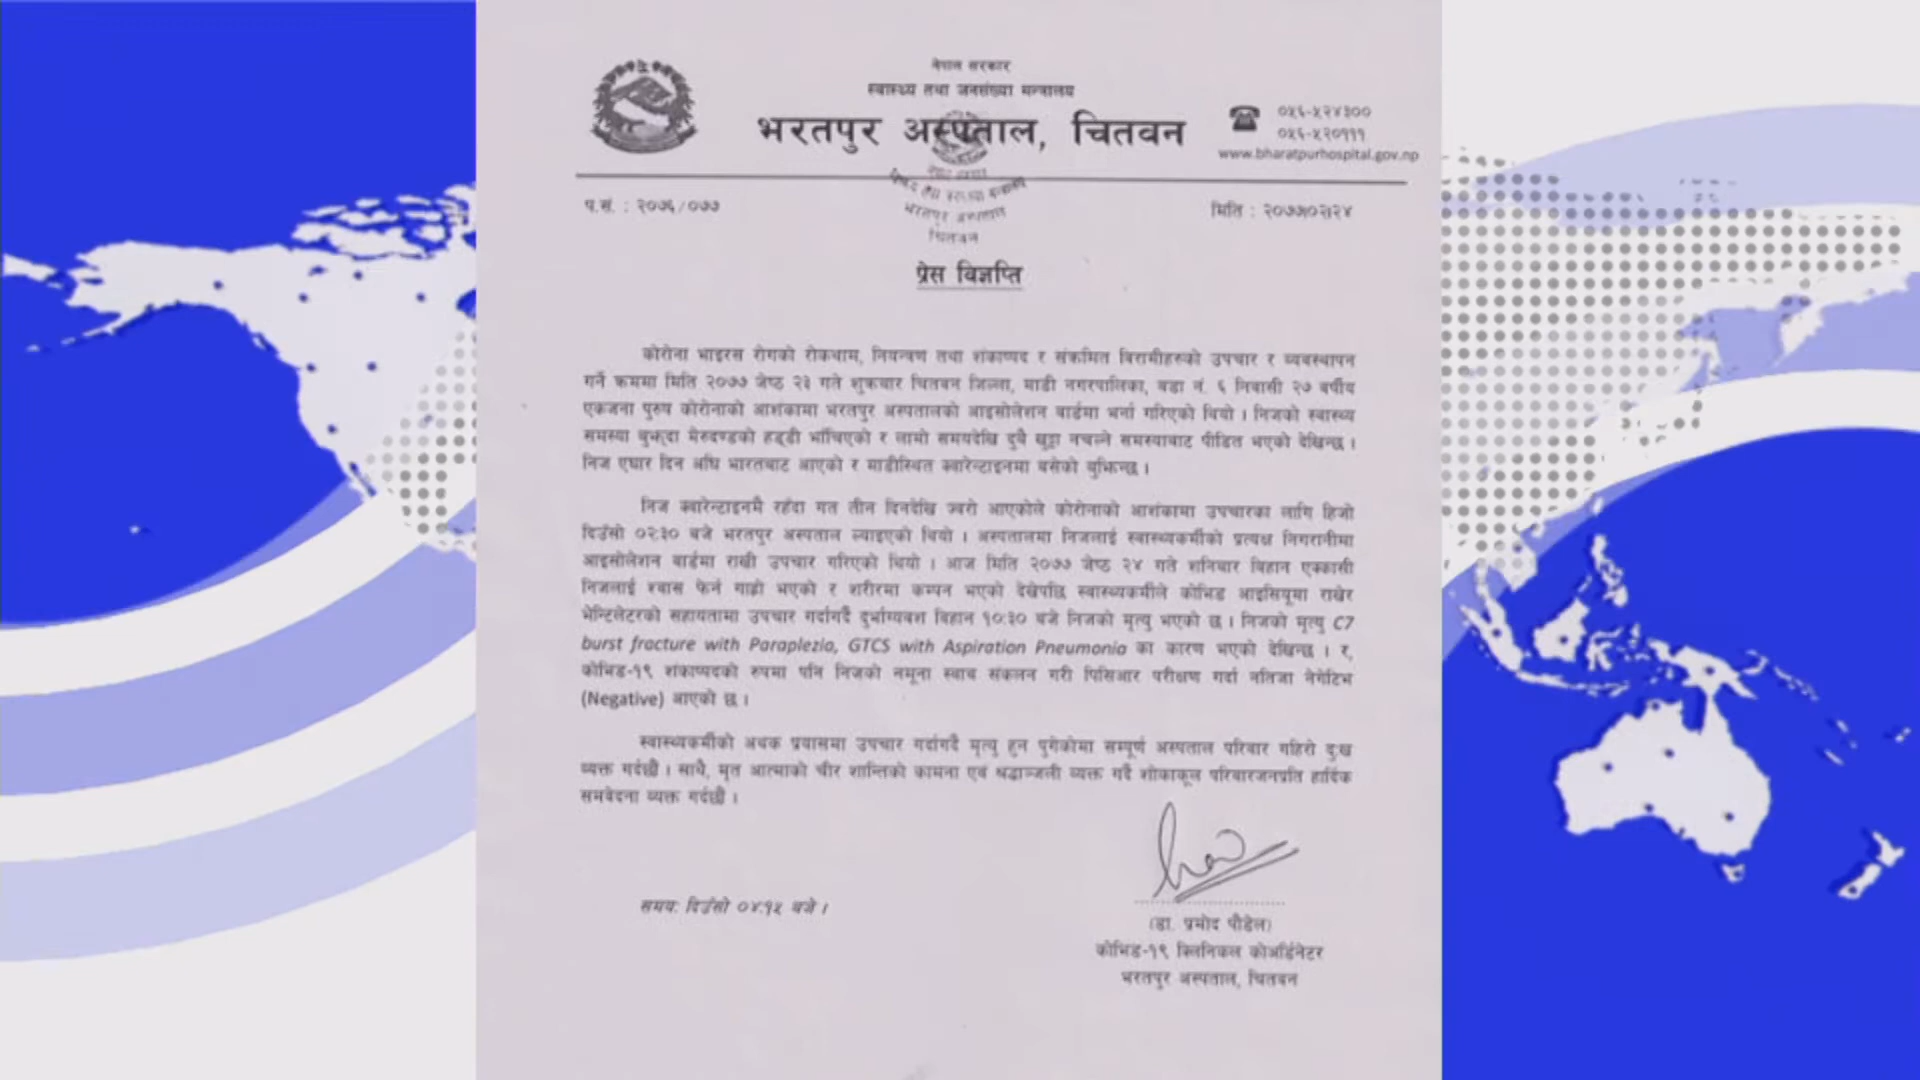 नेपाल सरकार
स्वास्थ्य तथा जनसंख्या मन्त्रालय
भरतपुर अस्पताल, चितवन
०५६-५२४३००
०५६-५२०१११
www.bharatpurhospital.gov.np
भरतपुर अस्पताल
चितवन
प.सं. : २०७६/०७७
मिति : २०७७।०२।२४
प्रेस विज्ञप्ति
कोरोना भाइरस रोगको रोकथाम, नियन्त्रण तथा शंकाष्पद र संक्रमित विरामीहरुको उपचार र व्यवस्थापन
गर्ने क्रममा मिति २०७७ जेष्ठ २३ गते शुक्रबार चितवन जिल्ला, माडी नगरपालिका, वडा नं. ६ निवासी २७ बर्षीय
एकजना पुरुष कोरोनाको आशंकामा भरतपुर अस्पतालको आइसोलेशन वार्डमा भर्ना गरिएको थियो । निजको स्वास्थ्य
समस्या बुझ्दा मेरुदण्डको हड्डी भाँचिएको र लामो समयदेखि दुवै खुट्टा नचल्ने समस्याबाट पीडित भएको देखिन्छ ।
निज एघार दिन अघि भारतबाट आएको र माडीस्थित क्वारेन्टाइनमा बसेको बुझिन्छ ।
निज क्वारेन्टाइनमै रहँदा गत तीन दिनदेखि ज्वरो आएकोले कोरोनाको आशंकामा उपचारका लागि हिजो
दिउँसो ०२:३० बजे भरतपुर अस्पताल ल्याइएको थियो । अस्पतालमा निजलाई स्वास्थ्यकर्मीको प्रत्यक्ष निगरानीमा
आइसोलेशन वार्डमा राखी उपचार गरिएको थियो । आज मिति २०७७ जेष्ठ २४ गते शनिबार बिहान एक्कासी
निजलाई श्वास फेर्न गाह्रो भएको र शरीरमा कम्पन भएको देखेपछि स्वास्थ्यकर्मीले कोभिड आइसियूमा राखेर
भेन्टिलेटरको सहायतामा उपचार गर्दागर्दै दुर्भाग्यवश बिहान १०:३० बजे निजको मृत्यु भएको छ । निजको मृत्यु C7
burst fracture with Paraplezia, GTCS with Aspiration Pneumonia का कारण भएको देखिन्छ । र,
कोभिड-१९ शंकाष्पदको रुपमा पनि निजको नमूना स्वाब संकलन गरी पिसिआर परीक्षण गर्दा नतिजा नेगेटिभ
(Negative) आएको छ ।
स्वास्थ्यकर्मीको अथक प्रयासमा उपचार गर्दागर्दै मृत्यु हुन पुगेकोमा सम्पूर्ण अस्पताल परिवार गहिरो दुःख
व्यक्त गर्दछौं । साथै, मृत आत्माको चीर शान्तिको कामना एवं श्रद्धाञ्जली व्यक्त गर्दै शोकाकूल परिवारजनप्रति हार्दिक
समवेदना व्यक्त गर्दछौं ।
समय: दिउँसो ०४:१५ बजे ।
(डा. प्रमोद पौडेल)
कोभिड-१९ क्लिनिकल कोअर्डिनेटर
भरतपुर अस्पताल, चितवन